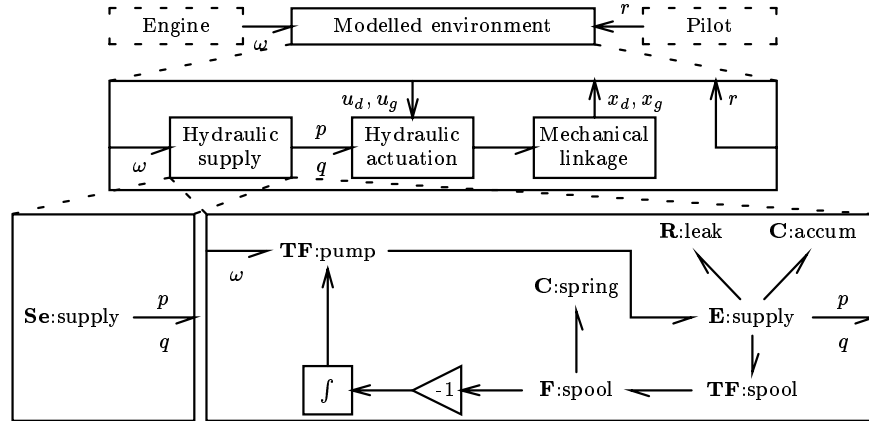 Engine
Modelled environment
r
Pilot
ω
u_d, u_g
x_d, x_g
r
Hydraulic
supply
p
q
Hydraulic
actuation
Mechanical
linkage
ω
R:leak
C:accum
TF:pump
ω
C:spring
Se:supply
p
q
E:supply
p
q
∫
-1
F:spool
TF:spool